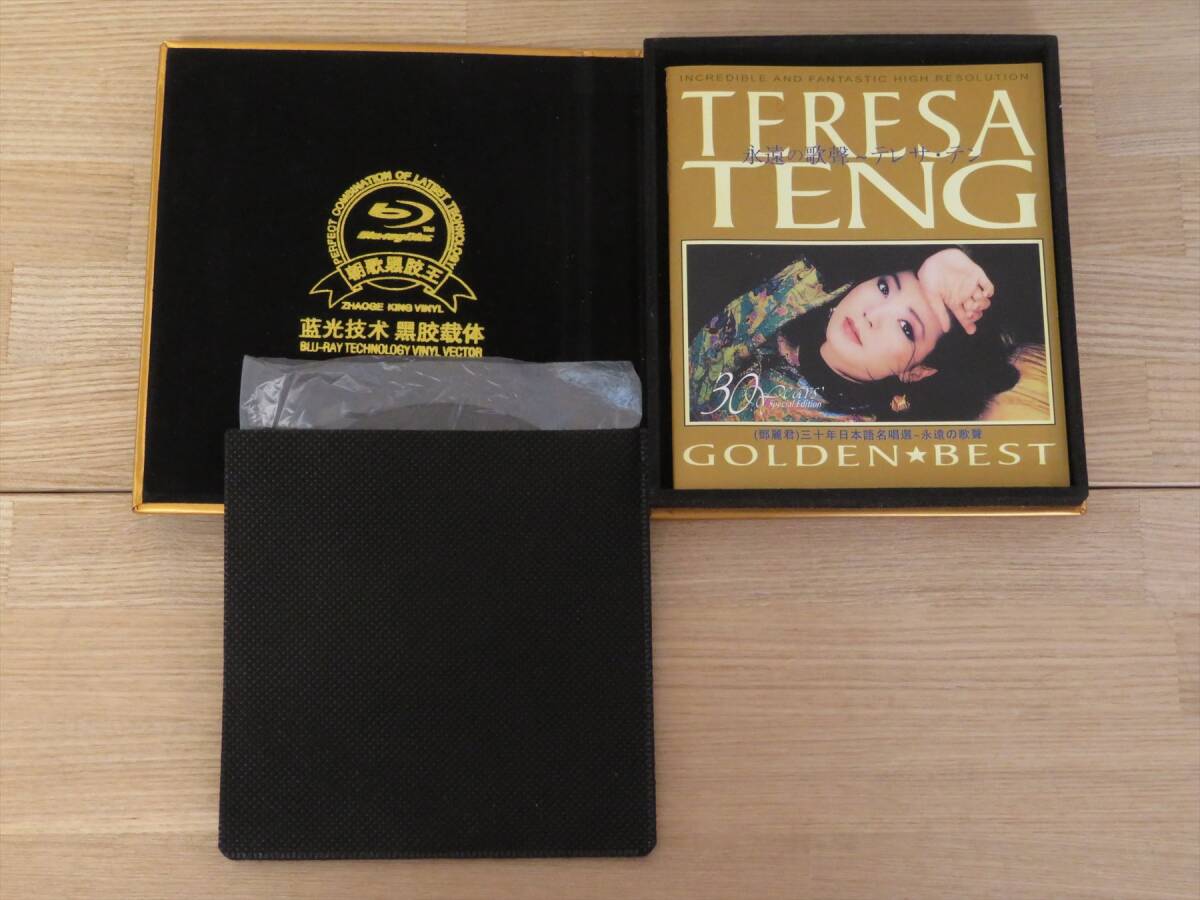 PERFECT COMBINATION OF LATEST TECHNOLOGY
Blu-ray Disc
TM
朝歌黑胶王
ZHAOGE KING VINYL
蓝光技术 黑胶载体
BLU-RAY TECHNOLOGY VINYL VECTOR
INCREDIBLE AND FANTASTIC HIGH RESOLUTION
TERESA
永遠の歌聲~テレサ・テン
TENG
30 Years'
Special Edition
(鄧麗君)三十年日本語名唱選-永遠の歌聲
GOLDEN★BEST